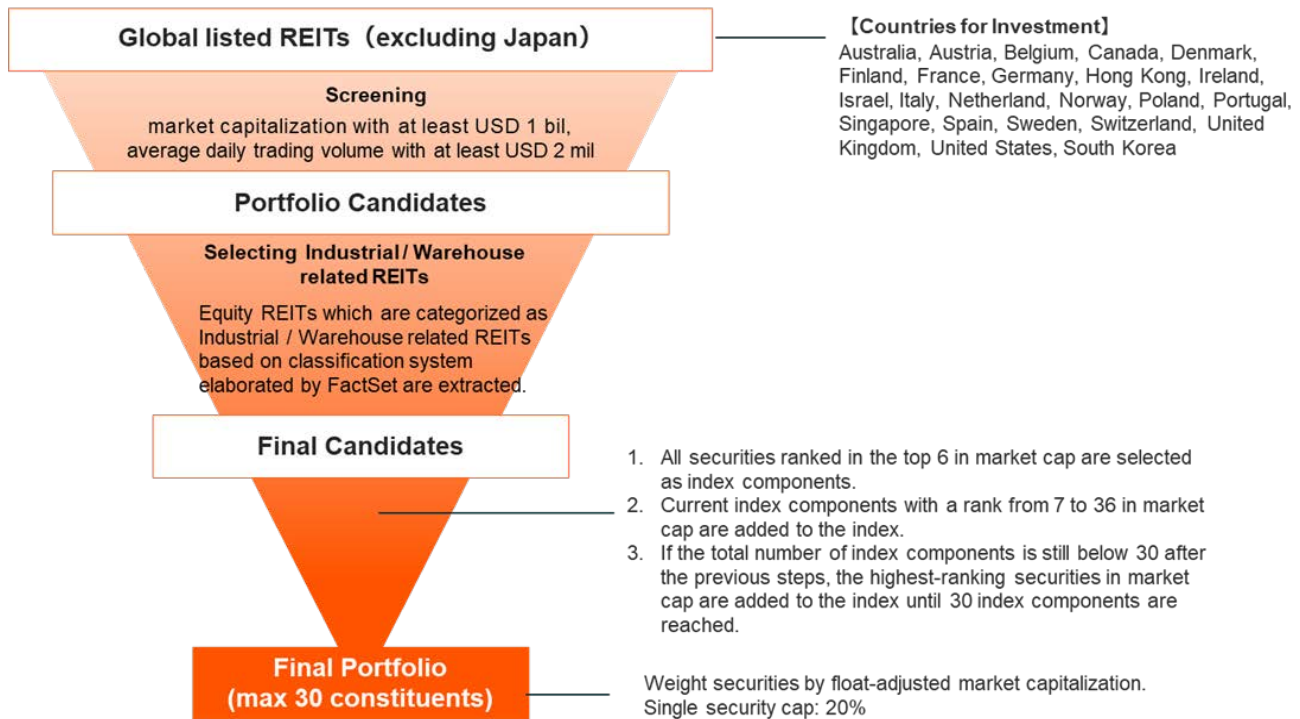 Global listed REITs（excluding Japan）
【Countries for Investment】
Australia, Austria, Belgium, Canada, Denmark,
Finland, France, Germany, Hong Kong, Ireland,
Israel, Italy, Netherland, Norway, Poland, Portugal,
Singapore, Spain, Sweden, Switzerland, United
Kingdom, United States, South Korea
Screening
market capitalization with at least USD 1 bil,
average daily trading volume with at least USD 2 mil
Portfolio Candidates
Selecting Industrial / Warehouse
related REITs
Equity REITs which are categorized as
Industrial / Warehouse related REITs
based on classification system
elaborated by FactSet are extracted.
Final Candidates
1. All securities ranked in the top 6 in market cap are selected
as index components.
2. Current index components with a rank from 7 to 36 in market
cap are added to the index.
3. If the total number of index components is still below 30 after
the previous steps, the highest-ranking securities in market
cap are added to the index until 30 index components are
reached.
Final Portfolio
(max 30 constituents)
Weight securities by float-adjusted market capitalization.
Single security cap: 20%